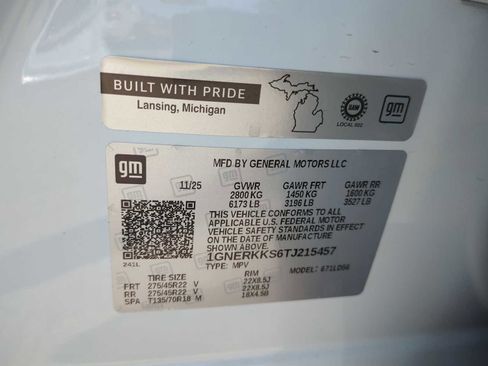 BUILT WITH PRIDE
Lansing, Michigan
UAW
LOCAL 602
gm
gm
MFD BY GENERAL MOTORS LLC
11/25 GVWR GAWR FRT GAWR RR
2800 KG 1450 KG 1600 KG
6173 LB 3196 LB 3527 LB
THIS VEHICLE CONFORMS TO ALL
APPLICABLE U.S. FEDERAL MOTOR
VEHICLE SAFETY STANDARDS IN EFFECT
ON THE DATE OF MANUFACTURE SHOWN ABOVE.
1GNERKKS6TJ215457
TYPE: MPV MODEL:
241L
TIRE SIZE RIM
FRT 275/45R22 V 22X8.5J
RR 275/45R22 V 22X8.5J
SPA T135/70R18 M 18X4.5B